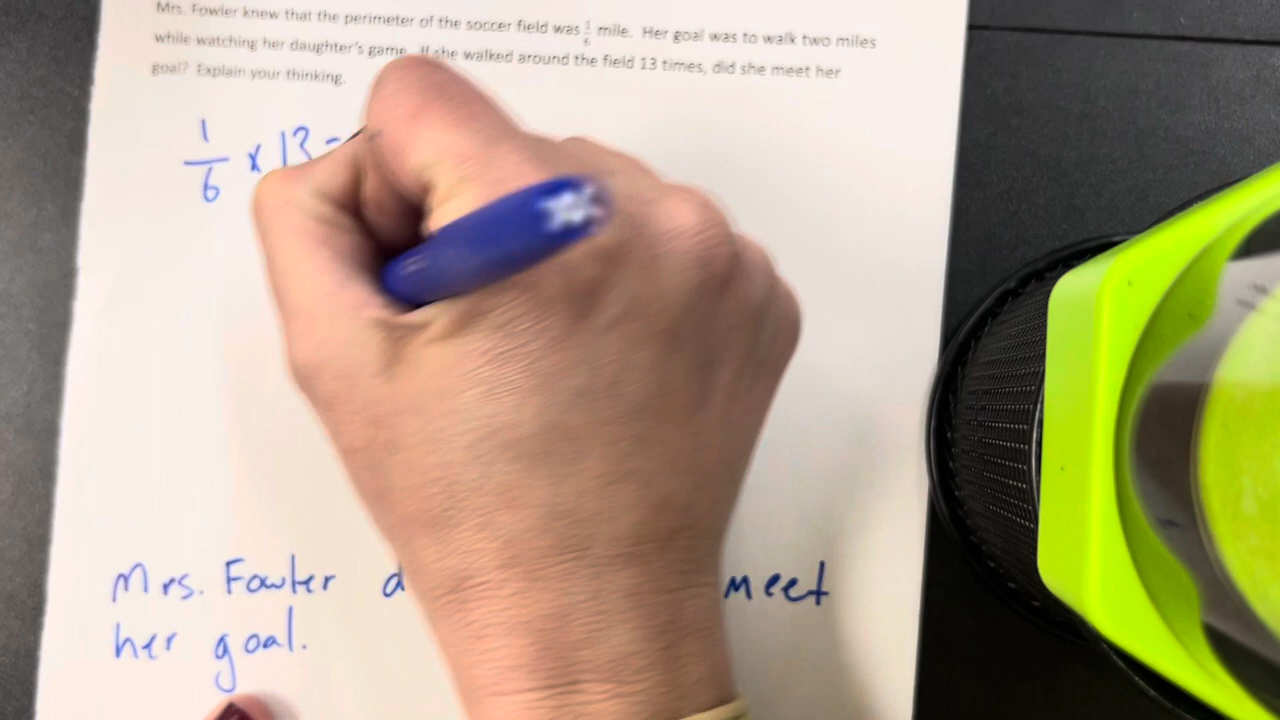 Mrs. Fowler knew that the perimeter of the soccer field was 1/6 mile. Her goal was to walk two miles
while watching her daughter's game. If she walked around the field 13 times, did she meet her
goal? Explain your thinking.
1/6 x 13 =
Mrs. Fowler d meet
her goal.